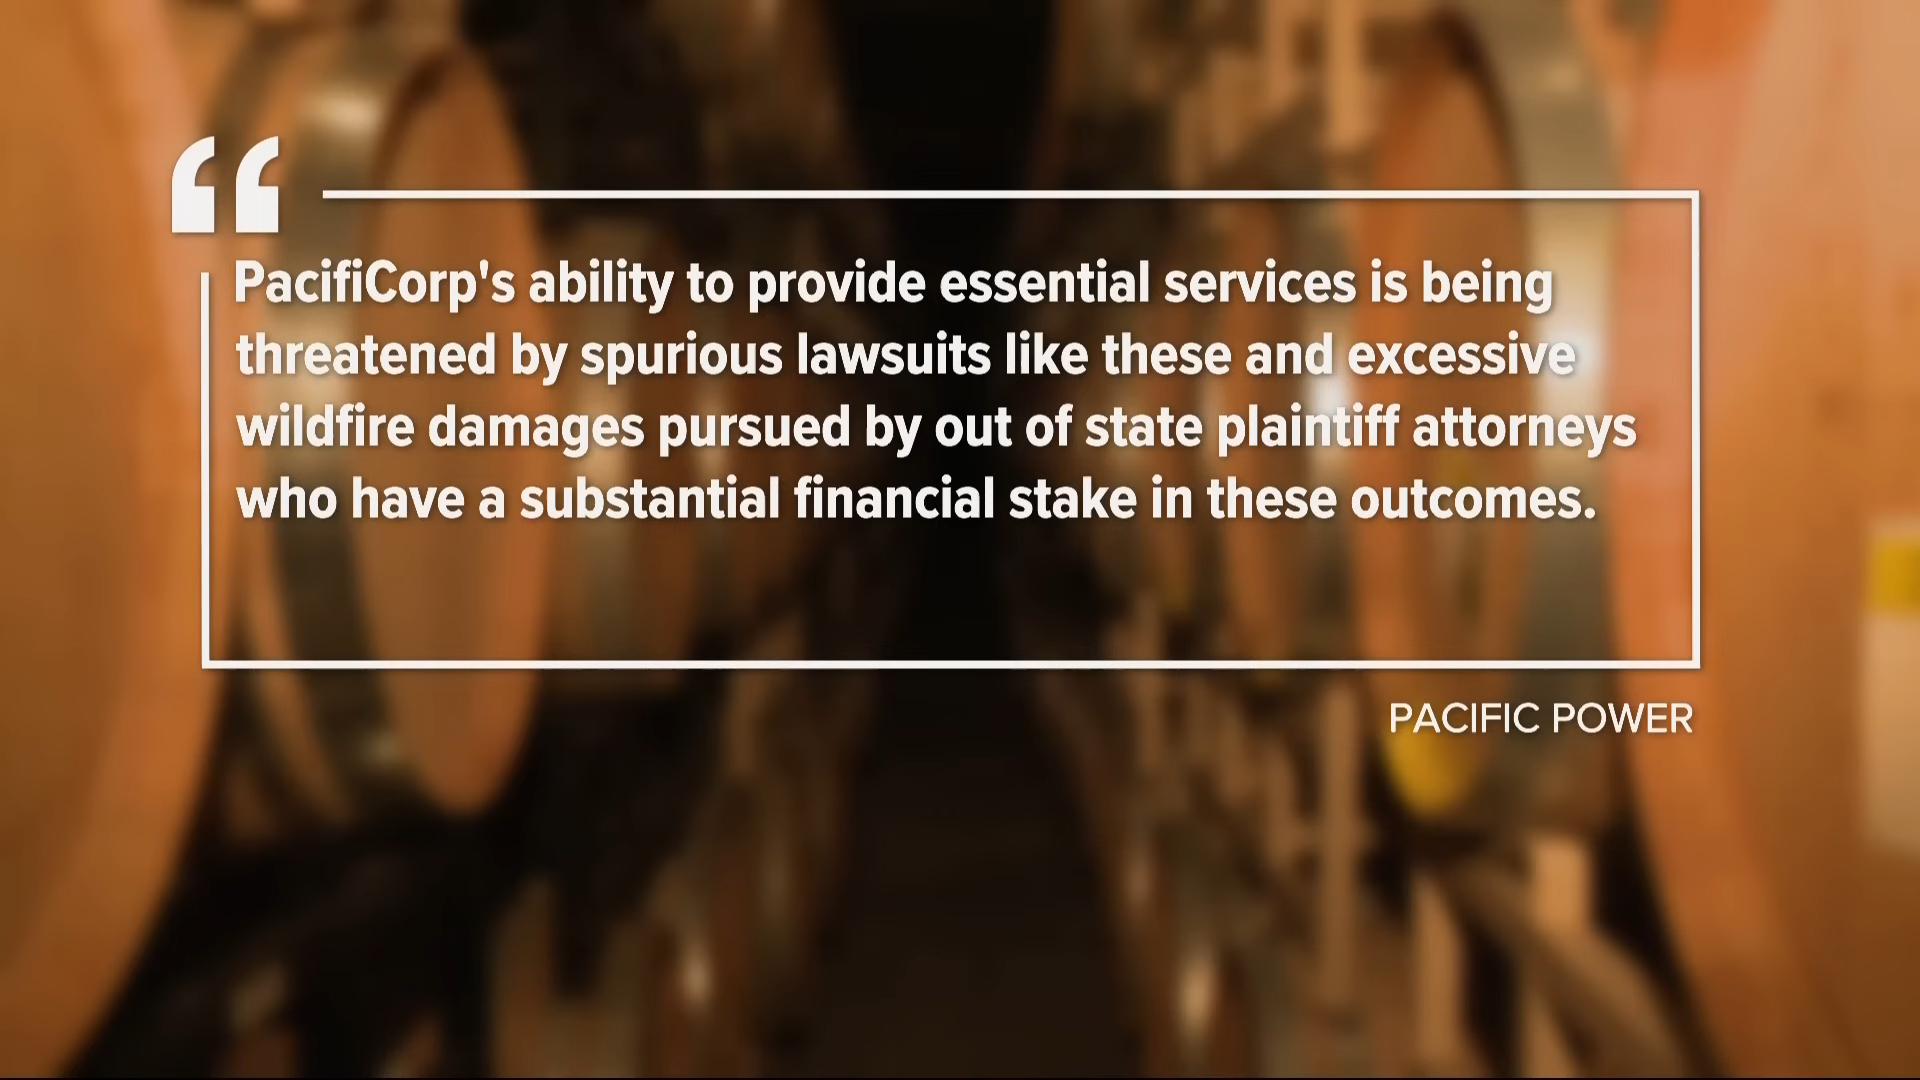 “
PacifiCorp's ability to provide essential services is being
threatened by spurious lawsuits like these and excessive
wildfire damages pursued by out of state plaintiff attorneys
who have a substantial financial stake in these outcomes.
PACIFIC POWER